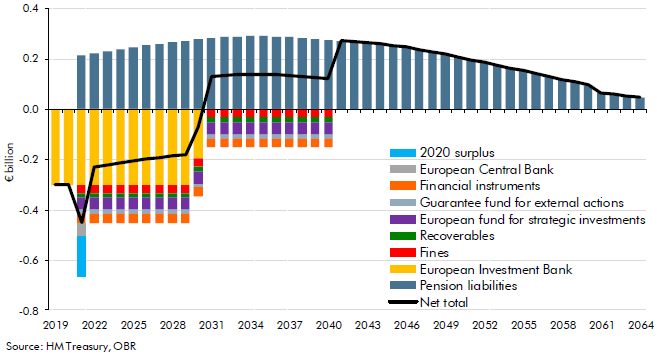 0.4
0.2
0.0
-0.2
-0.4
-0.6
-0.8
€ billion
2020 surplus
European Central Bank
Financial instruments
Guarantee fund for external actions
European fund for strategic investments
Recoverables
Fines
European Investment Bank
Pension liabilities
Net total
2019 2022 2025 2028 2031 2034 2037 2040 2043 2046 2049 2052 2055 2058 2061 2064
Source: HM Treasury, OBR